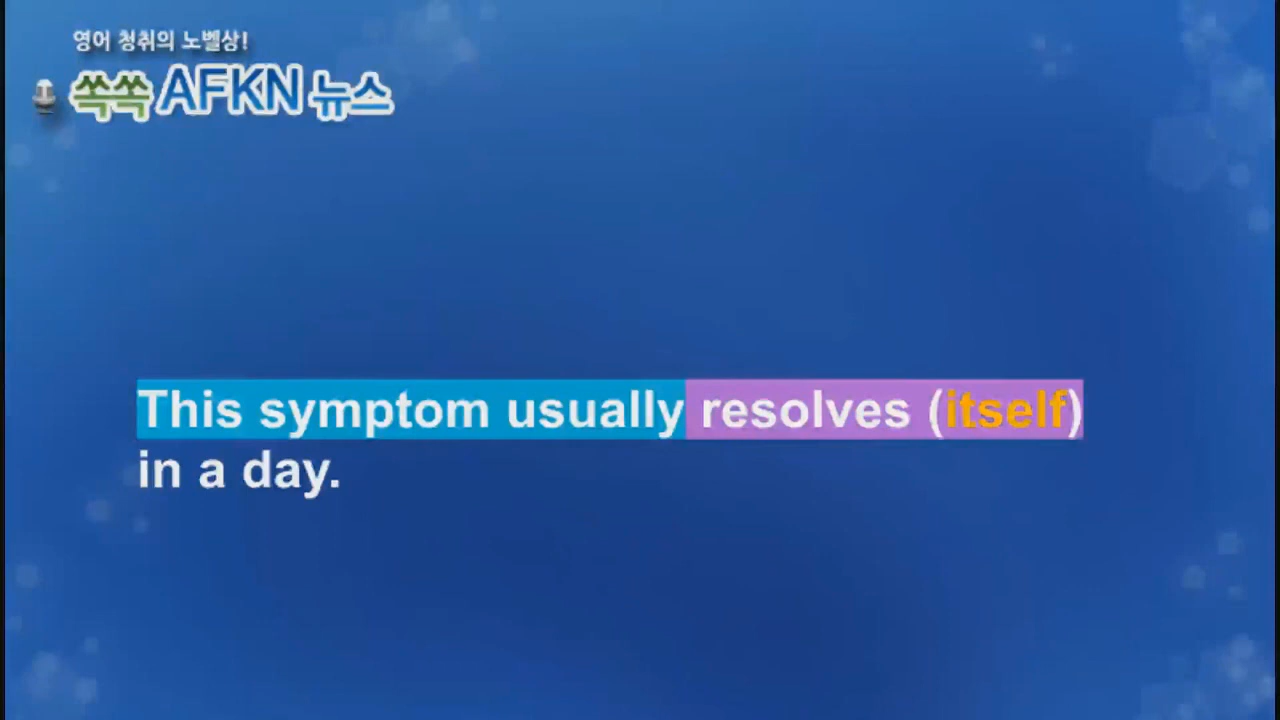 영어 청취의 노벨상!
쏙쏙 AFKN 뉴스
This symptom usually resolves (itself)
in a day.